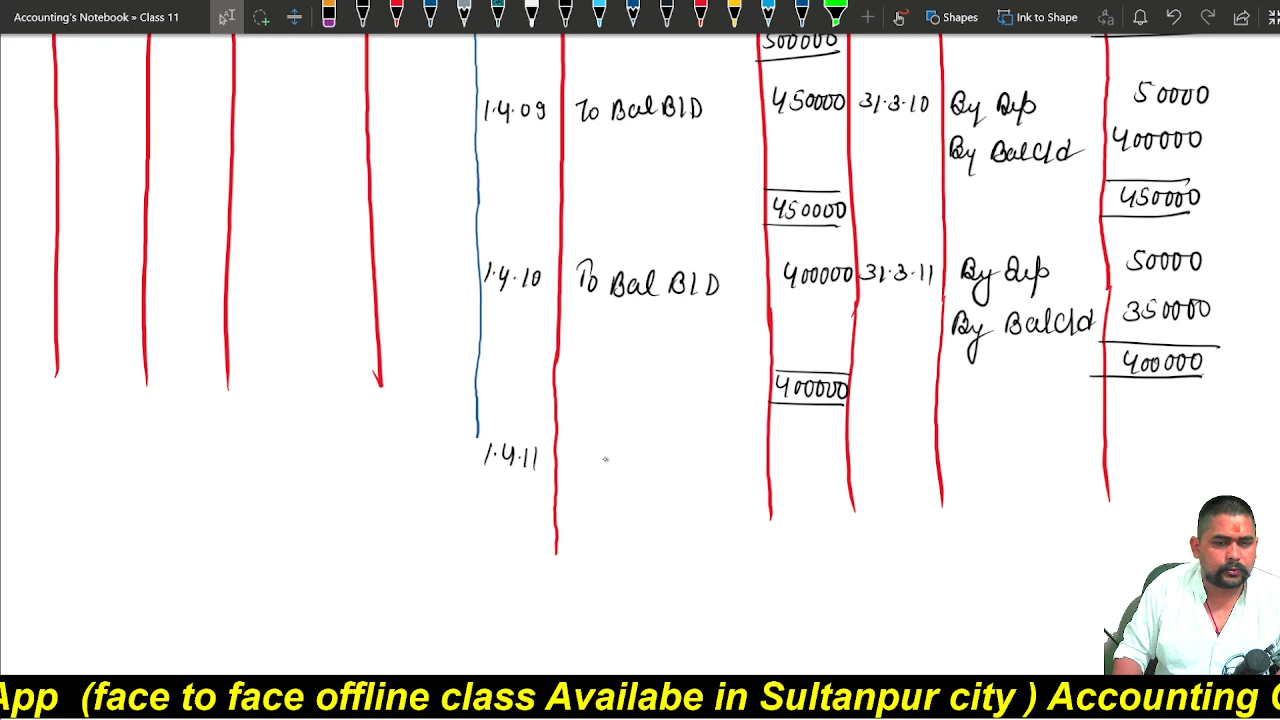 Accounting's Notebook » Class 11
Shapes
Ink to Shape
500000
1.4.09 To Bal B/D 450000 31.3.10 By Dep 50000
By Bal C/d 400000
450000 450000
1.4.10 To Bal B/D 400000 31.3.11 By Dep 50000
By Bal C/d 350000
400000 400000
1.4.11
App (face to face offline class Availabe in Sultanpur city ) Accounting